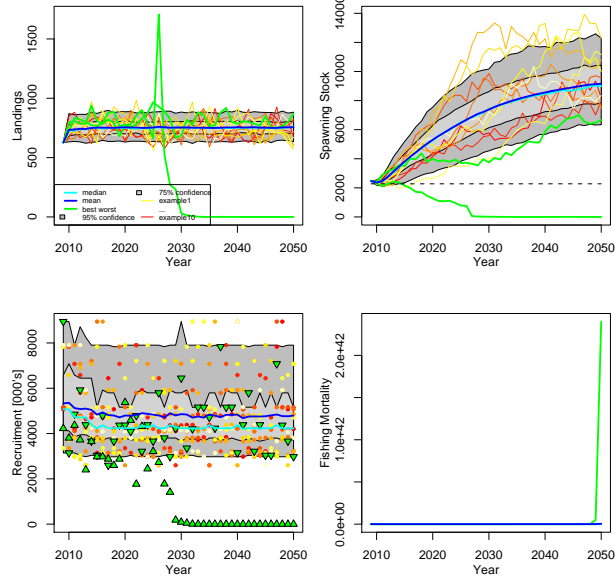 Landings
0
500
1000
1500
median
mean
best worst
95% confidence
75% confidence
example1
...
example10
2010
2020
2030
2040
2050
Year
Spawning Stock
0
2000
6000
10000
14000
2010
2020
2030
2040
2050
Year
Recruitment [000's]
0
2000
4000
6000
8000
2010
2020
2030
2040
2050
Year
Fishing Mortality
0.00e+00
1.00e+42
2.00e+42
2010
2020
2030
2040
2050
Year